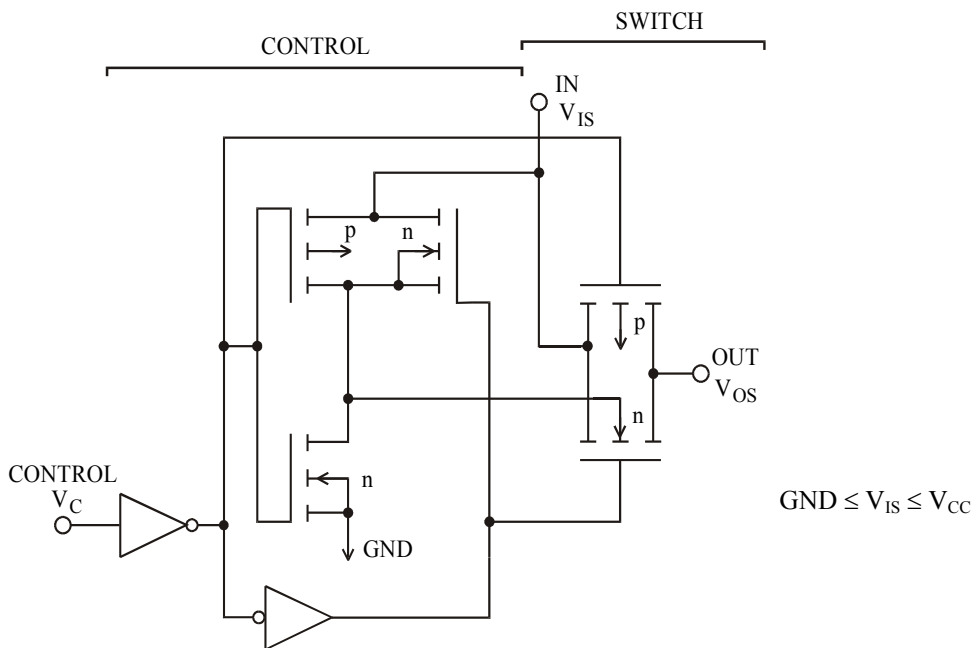 SWITCH
CONTROL
IN
V_IS
p
n
p
OUT
V_OS
n
CONTROL
V_C
n
GND
GND ≤ V_IS ≤ V_CC